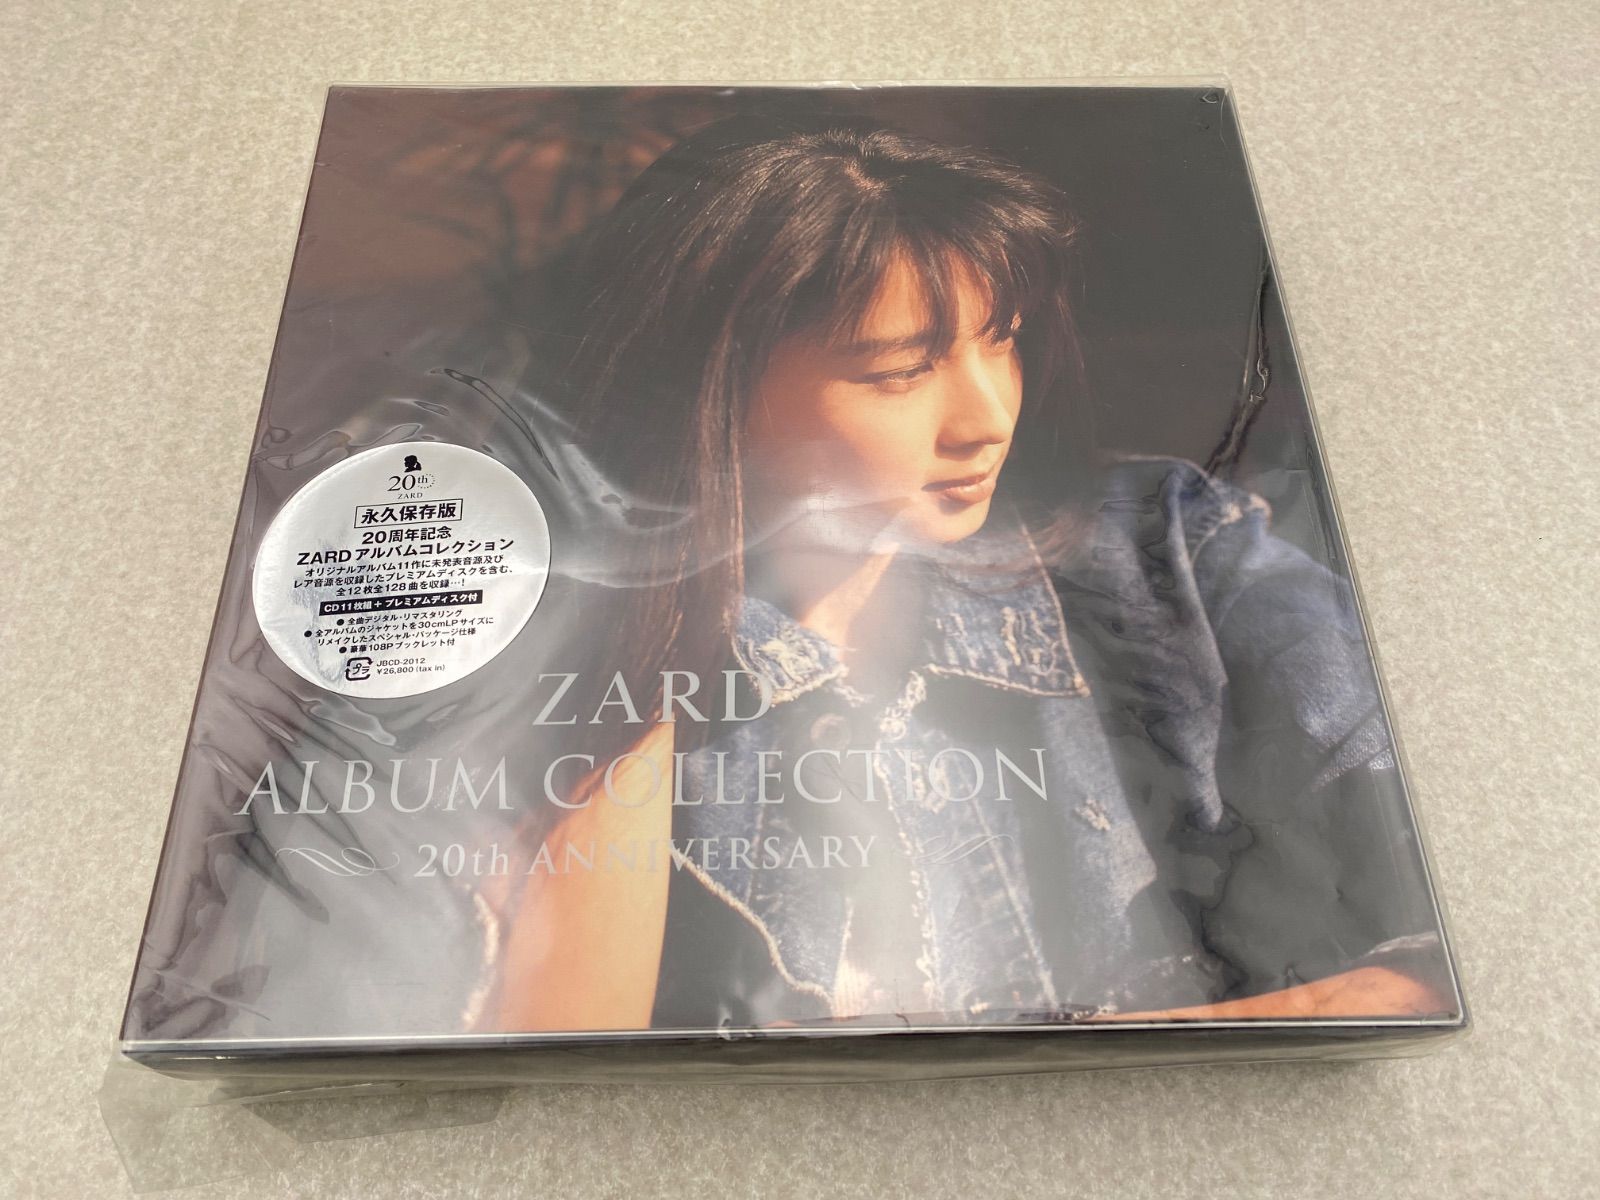 20th
ZARD
永久保存版
20周年記念
ZARDアルバムコレクション
オリジナルアルバム11作に未発表音源及び
レア音源を収録したプレミアムディスクを含む、
全12枚全128曲を収録…!
CD11枚組+プレミアムディスク付
●全曲デジタル・リマスタリング
●全アルバムのジャケットを30cmLPサイズに
リメイクしたスペシャル・パッケージ仕様
●豪華108Pブックレット付
プラ
JBCD-2012
¥26,800(tax in)
ZARD
ALBUM COLLECTION
20th ANNIVERSARY